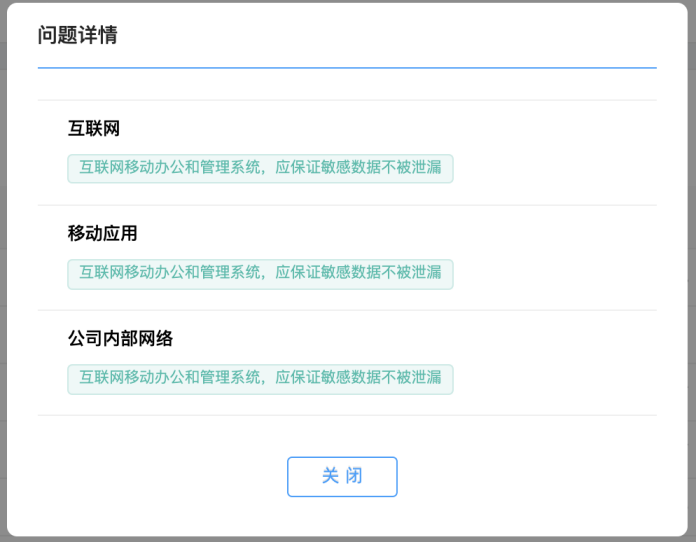 问题详情
互联网
互联网移动办公和管理系统，应保证敏感数据不被泄漏
移动应用
互联网移动办公和管理系统，应保证敏感数据不被泄漏
公司内部网络
互联网移动办公和管理系统，应保证敏感数据不被泄漏
关 闭